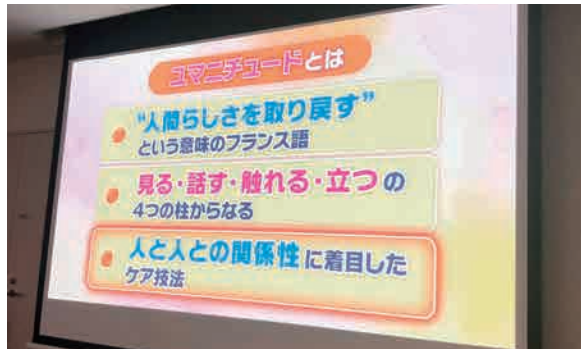 ユマニチュードとは
“人間らしさを取り戻す”
という意味のフランス語
見る・話す・触れる・立つ の
4つの柱からなる
人と人との関係性 に着目した
ケア技法